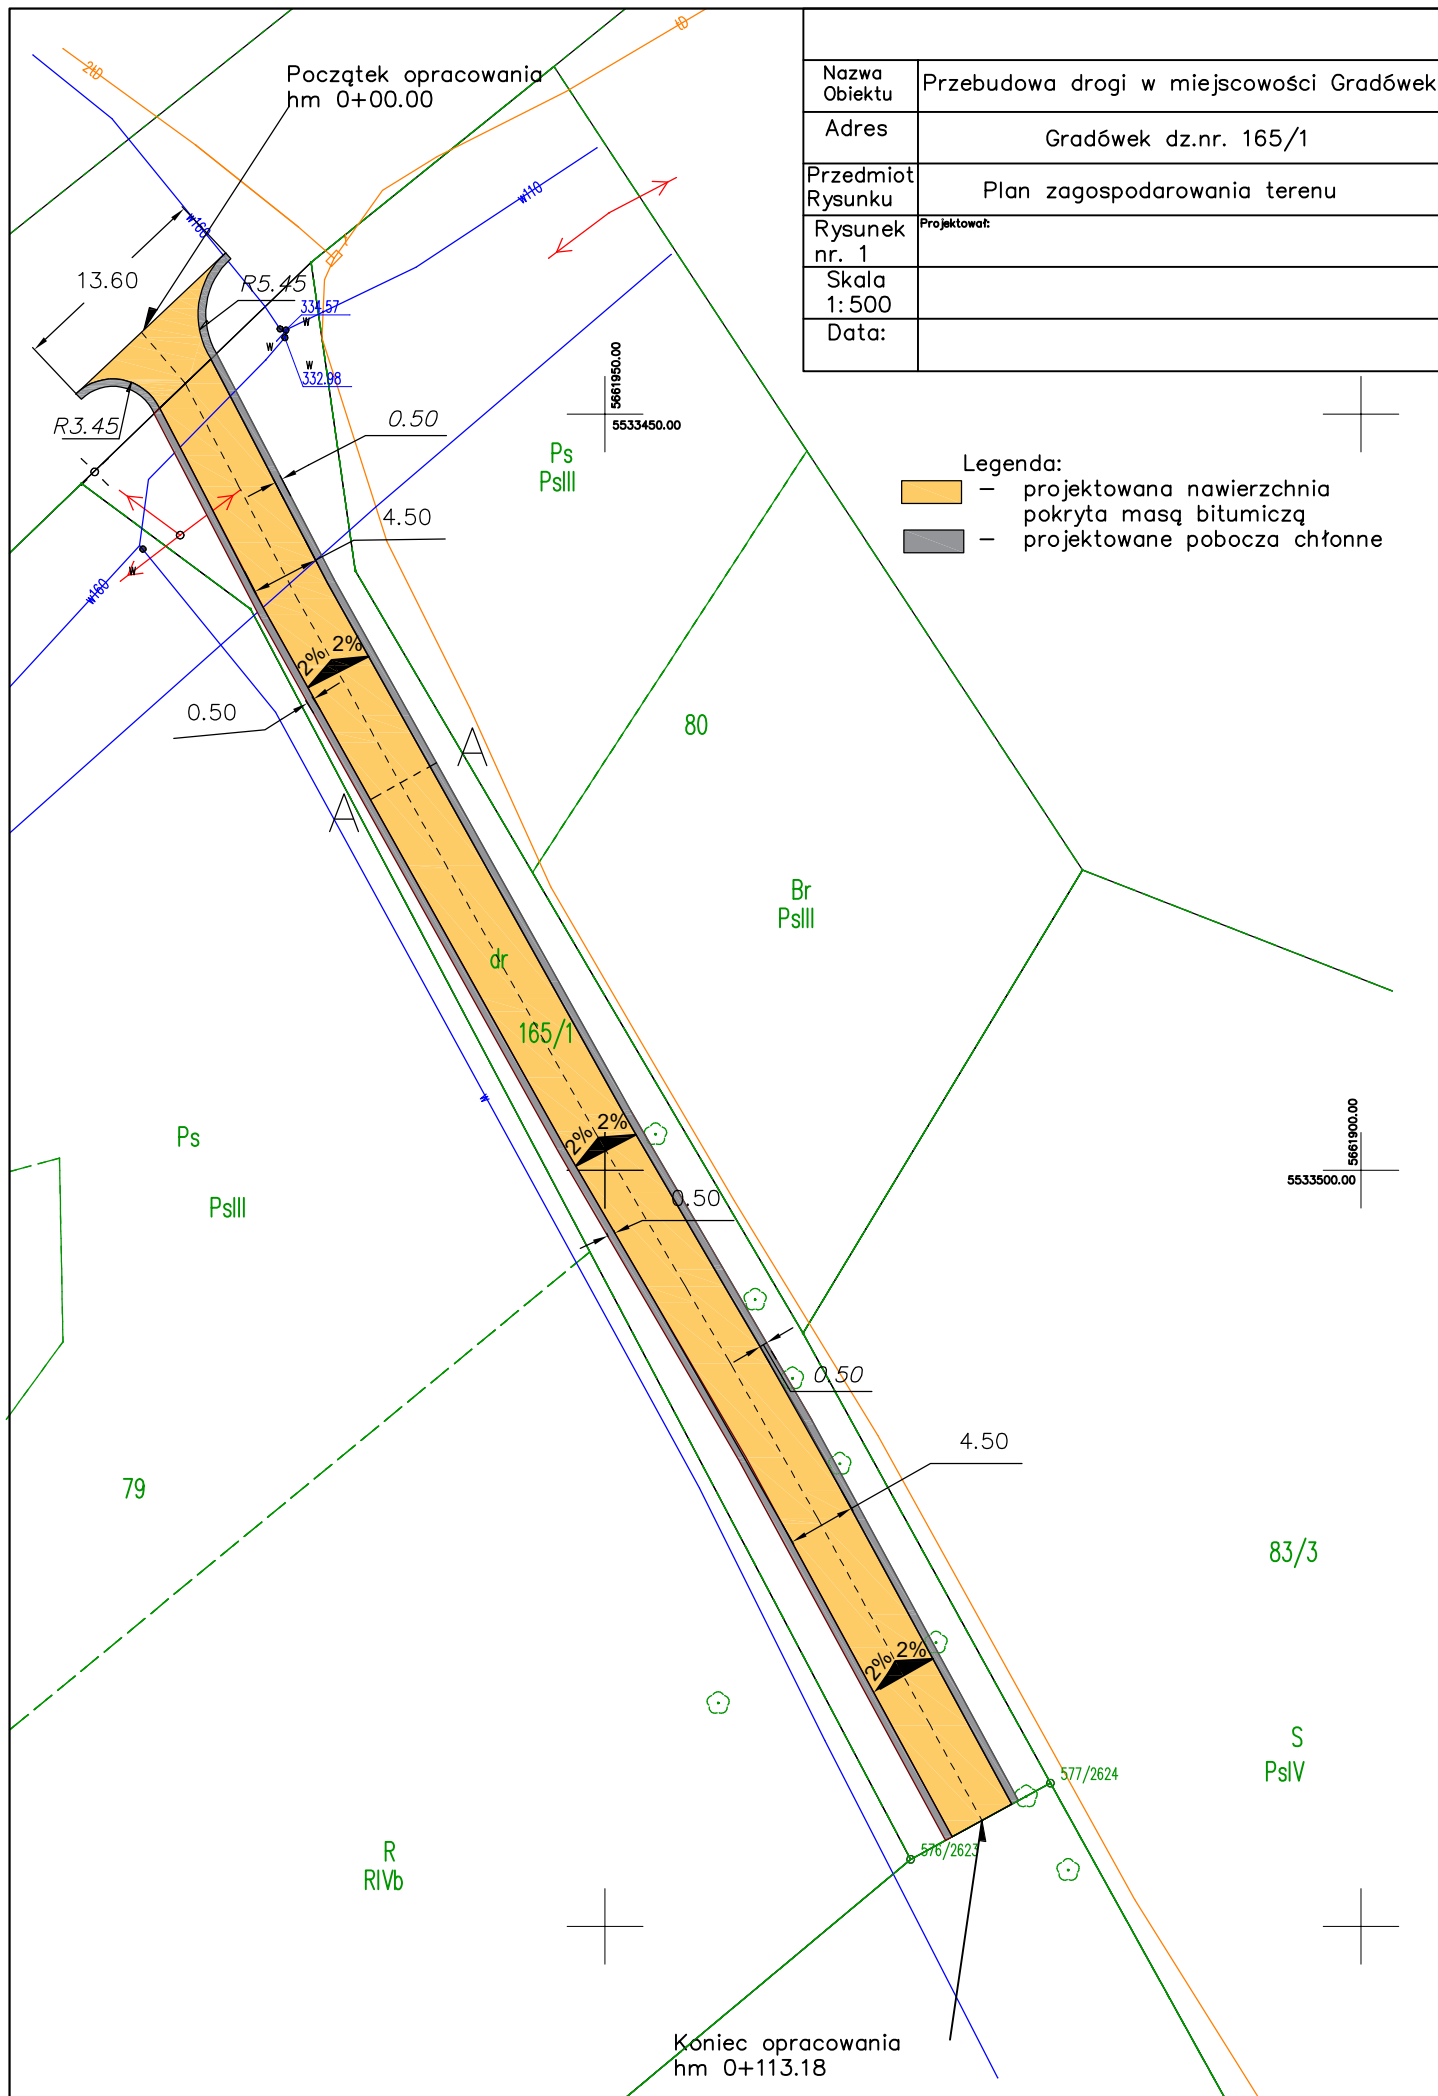 Nazwa
Obiektu
Przebudowa drogi w miejscowości Gradówek
Adres
Gradówek dz.nr. 165/1
Przedmiot
Rysunku
Plan zagospodarowania terenu
Rysunek
nr. 1
Projektował:
Skala
1:500
Data:
Początek opracowania
hm 0+00.00
2tD
tD
w160
w110
13.60
R5.45
334.57
w
w
w
332.98
R3.45
0.50
5661950.00
5533450.00
Ps
PsIII
4.50
Legenda:
– projektowana nawierzchnia
pokryta masą bitumiczą
– projektowane pobocza chłonne
w
w160
2% 2%
0.50
80
A
A
Br
PsIII
dr
165/1
w
Ps
PsIII
2% 2%
5661900.00
5533500.00
0.50
0.50
4.50
79
83/3
2% 2%
S
PsIV
577/2624
576/2623
R
RIVb
Koniec opracowania
hm 0+113.18